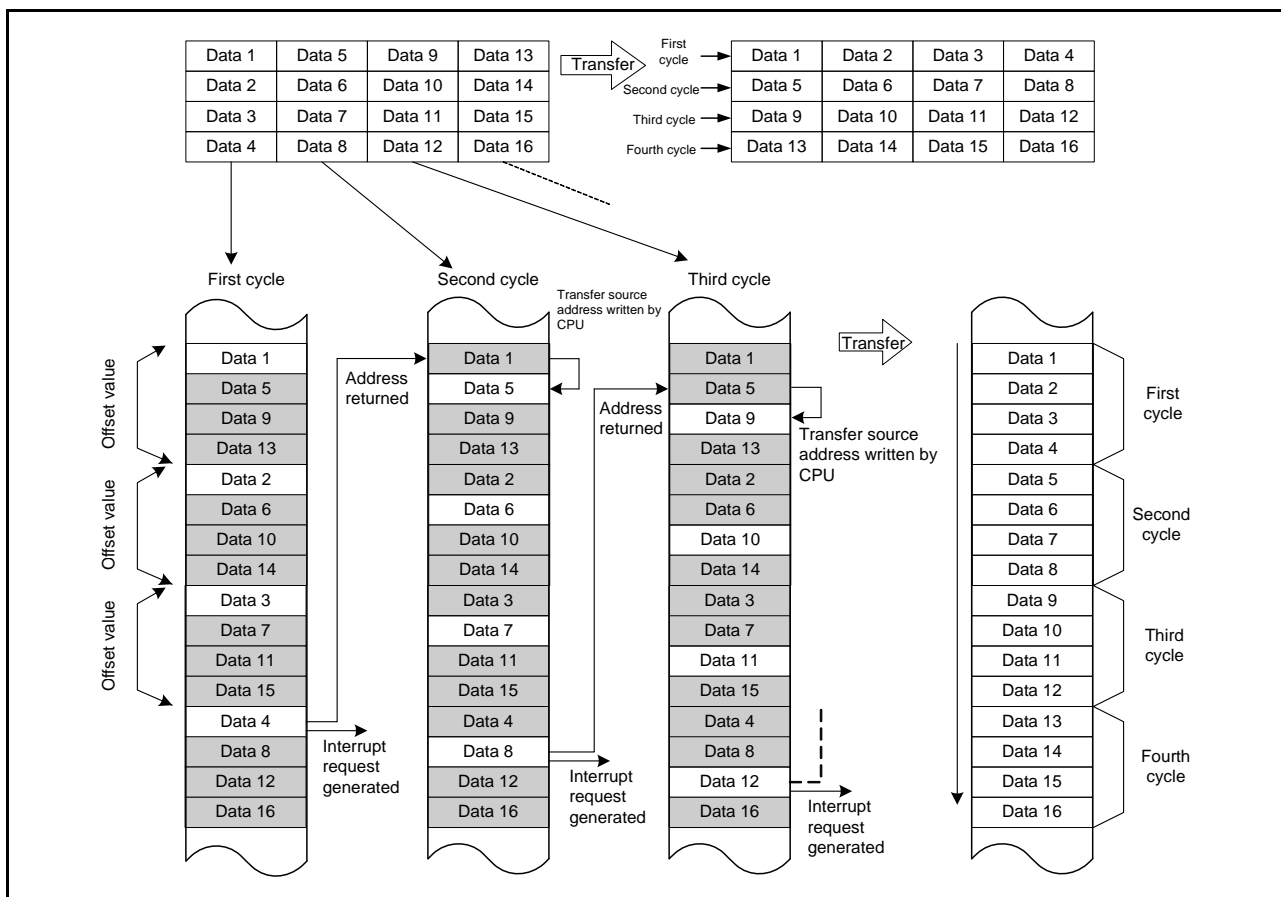 Data 1 Data 5 Data 9 Data 13
Data 2 Data 6 Data 10 Data 14
Data 3 Data 7 Data 11 Data 15
Data 4 Data 8 Data 12 Data 16
Transfer
First
cycle
Second cycle
Third cycle
Fourth cycle
Data 1 Data 2 Data 3 Data 4
Data 5 Data 6 Data 7 Data 8
Data 9 Data 10 Data 11 Data 12
Data 13 Data 14 Data 15 Data 16
First cycle
Offset value
Offset value
Offset value
Data 1
Data 5
Data 9
Data 13
Data 2
Data 6
Data 10
Data 14
Data 3
Data 7
Data 11
Data 15
Data 4
Data 8
Data 12
Data 16
Address
returned
Interrupt
request
generated
Second cycle
Transfer source
address written by
CPU
Data 1
Data 5
Data 9
Data 13
Data 2
Data 6
Data 10
Data 14
Data 3
Data 7
Data 11
Data 15
Data 4
Data 8
Data 12
Data 16
Address
returned
Interrupt
request
generated
Third cycle
Data 1
Data 5
Data 9
Data 13
Data 2
Data 6
Data 10
Data 14
Data 3
Data 7
Data 11
Data 15
Data 4
Data 8
Data 12
Data 16
Transfer source
address written by
CPU
Interrupt
request
generated
Transfer
Data 1
Data 2
Data 3
Data 4
Data 5
Data 6
Data 7
Data 8
Data 9
Data 10
Data 11
Data 12
Data 13
Data 14
Data 15
Data 16
First
cycle
Second
cycle
Third
cycle
Fourth
cycle